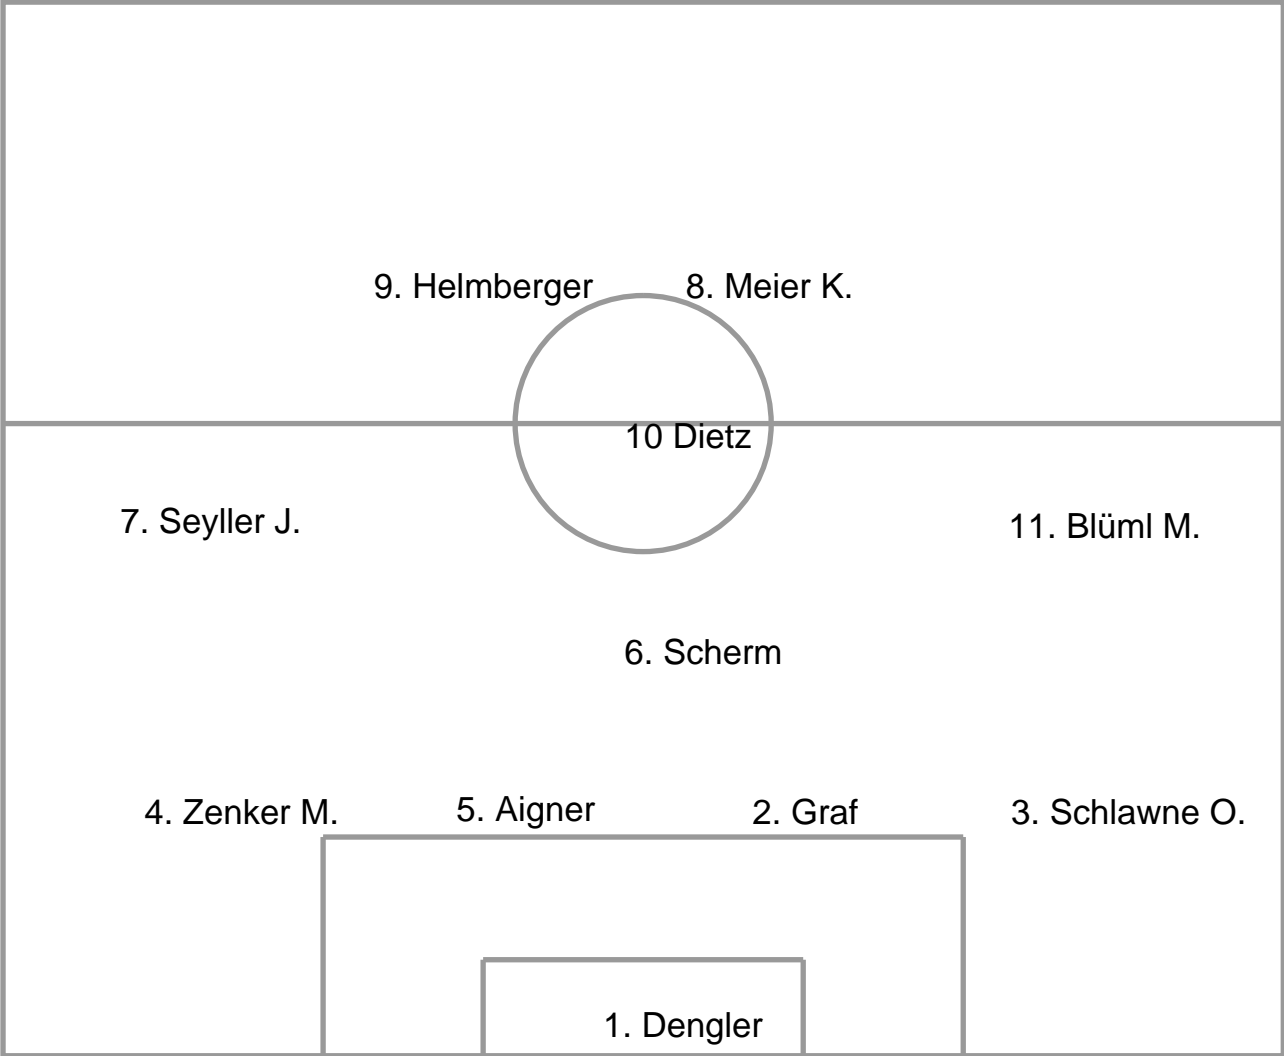 9. Helmberger 8. Meier K.
10 Dietz
7. Seyller J. 11. Blüml M.
6. Scherm
4. Zenker M. 5. Aigner 2. Graf 3. Schlawne O.
1. Dengler